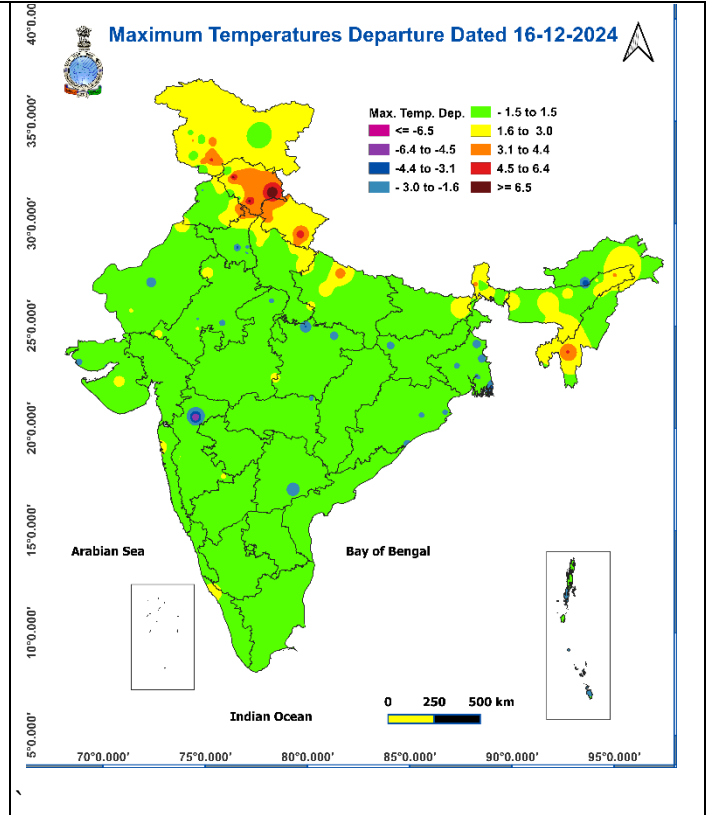 Maximum Temperatures Departure Dated 16-12-2024
40°0.000'
35°0.000'
30°0.000'
25°0.000'
20°0.000'
15°0.000'
10°0.000'
5°0.000'
Max. Temp. Dep.
<= -6.5
-6.4 to -4.5
-4.4 to -3.1
- 3.0 to -1.6
- 1.5 to 1.5
1.6 to 3.0
3.1 to 4.4
4.5 to 6.4
>= 6.5
Arabian Sea
Bay of Bengal
Indian Ocean
0 250 500 km
70°0.000' 75°0.000' 80°0.000' 85°0.000' 90°0.000' 95°0.000'
`